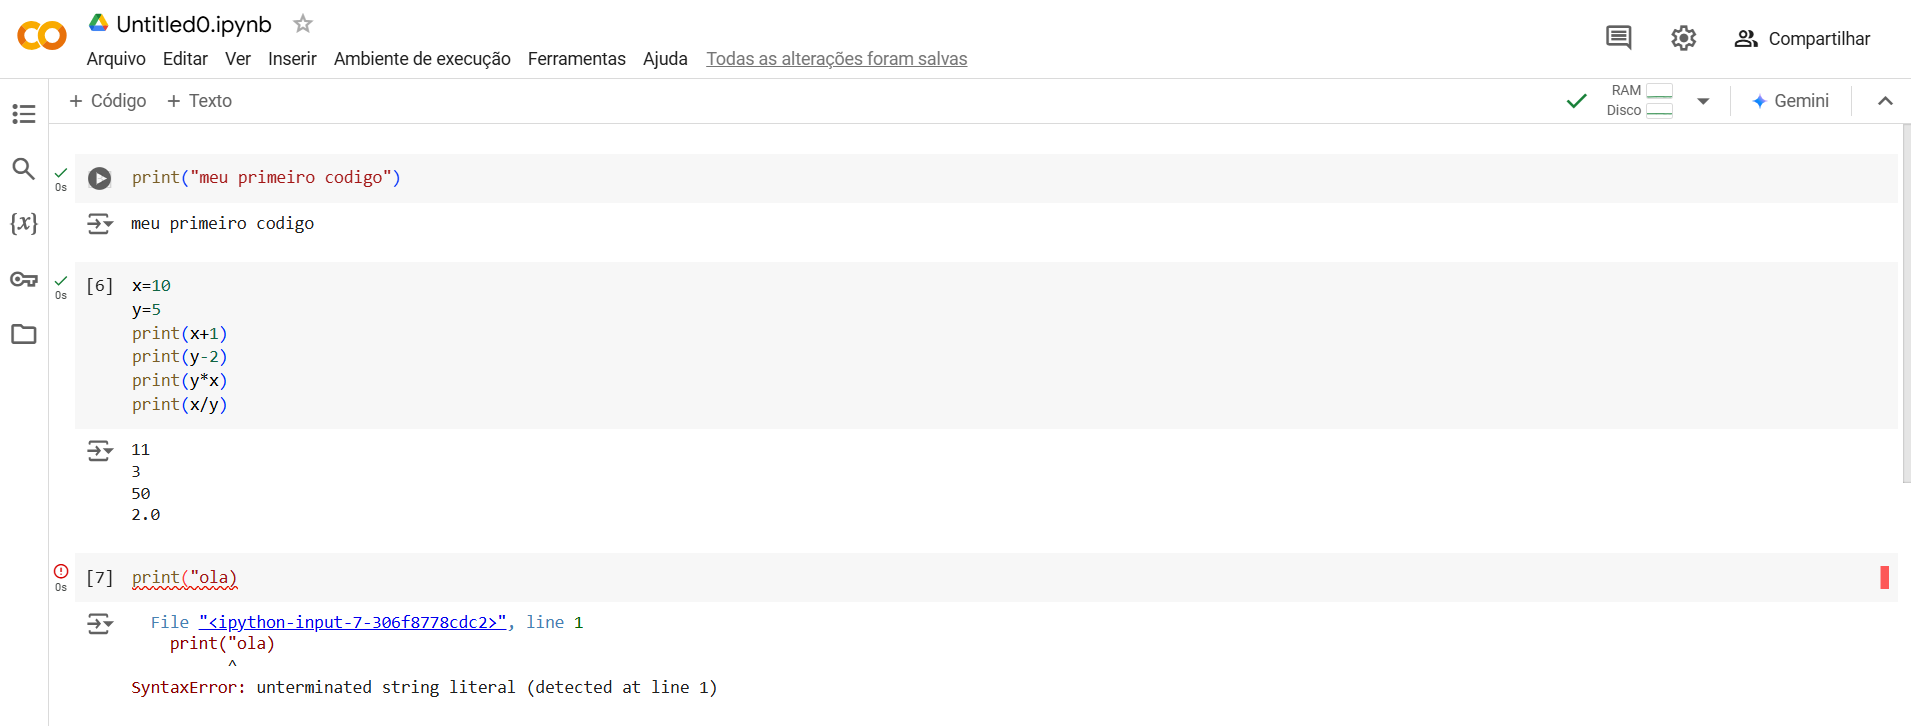 Untitled0.ipynb
Arquivo Editar Ver Inserir Ambiente de execução Ferramentas Ajuda Todas as alterações foram salvas
Compartilhar
+ Código + Texto
RAM
Disco
Gemini
0s
print("meu primeiro codigo")
meu primeiro codigo
0s
[6] x=10
y=5
print(x+1)
print(y-2)
print(y*x)
print(x/y)
11
3
50
2.0
0s
[7] print("ola)
File "<ipython-input-7-306f8778cdc2>", line 1
print("ola)
^
SyntaxError: unterminated string literal (detected at line 1)